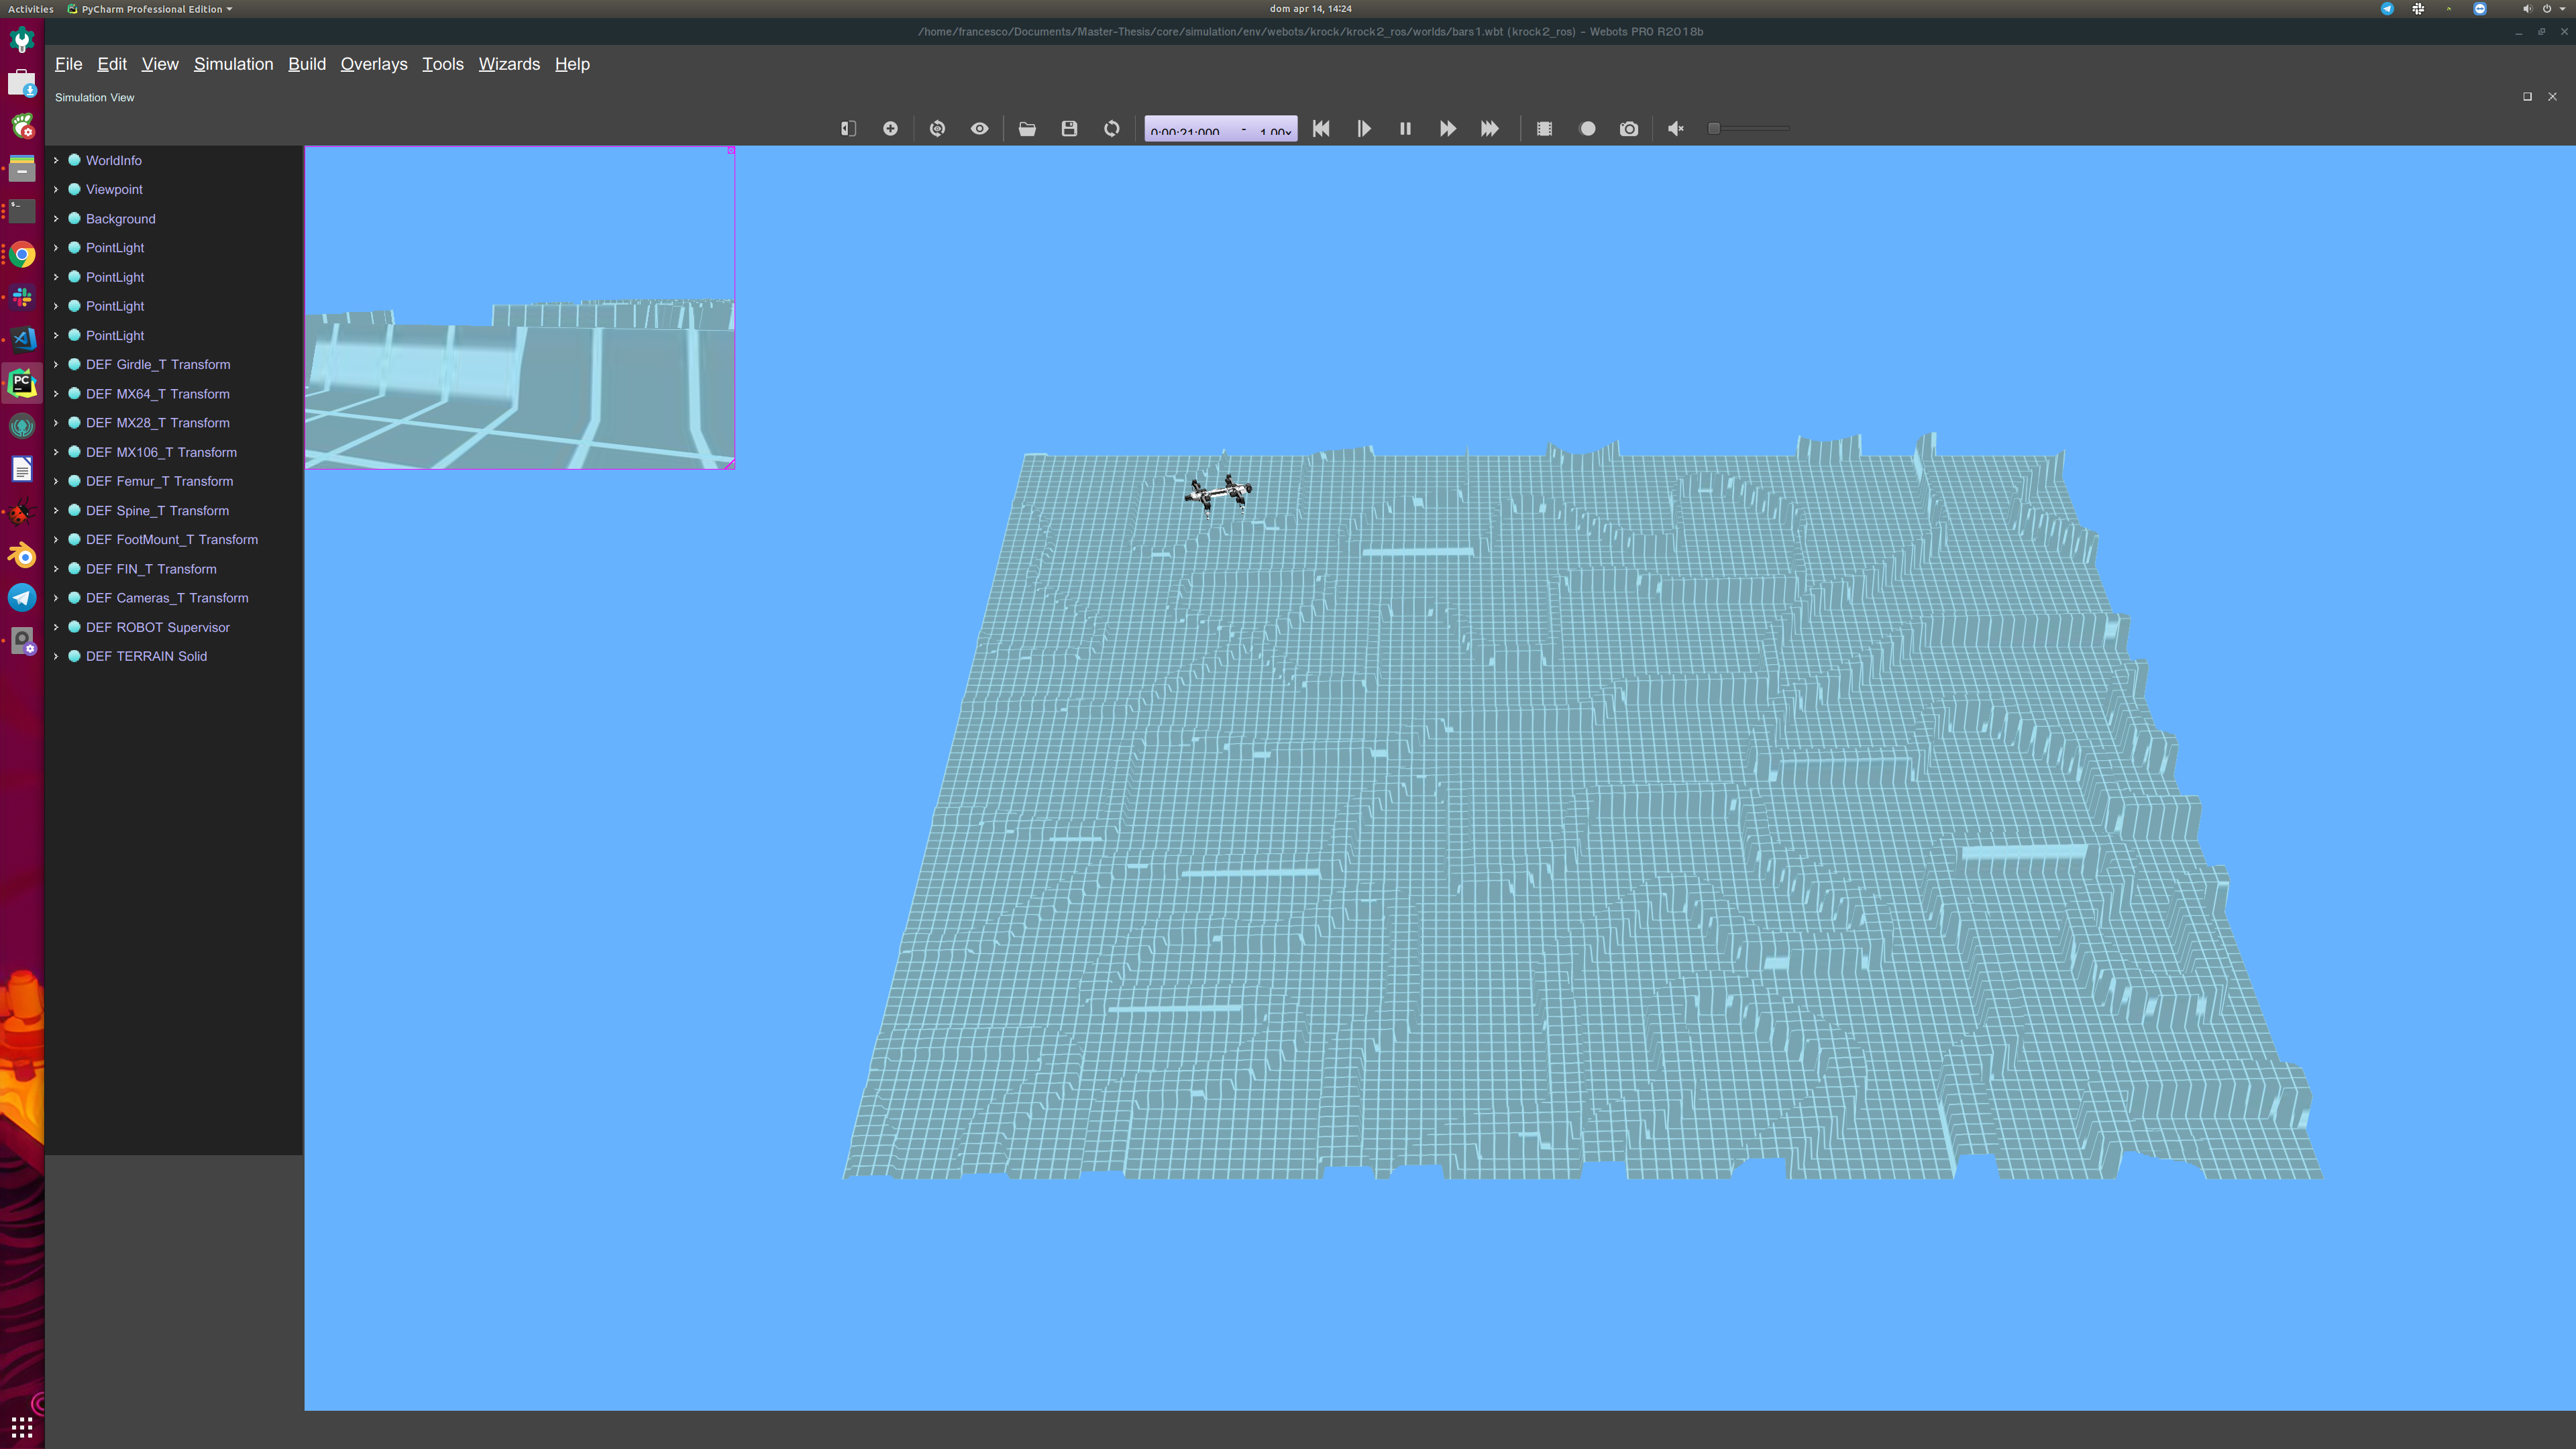 Activities PyCharm Professional Edition dom apr 14, 14:24
/home/francesco/Documents/Master-Thesis/core/simulation/env/webots/krock/krock2_ros/worlds/bars1.wbt (krock2_ros) - Webots PRO R2018b
File Edit View Simulation Build Overlays Tools Wizards Help
Simulation View
0:00:21:000 - 1.00x
WorldInfo
Viewpoint
Background
PointLight
PointLight
PointLight
PointLight
DEF Girdle_T Transform
DEF MX64_T Transform
DEF MX28_T Transform
DEF MX106_T Transform
DEF Femur_T Transform
DEF Spine_T Transform
DEF FootMount_T Transform
DEF FIN_T Transform
DEF Cameras_T Transform
DEF ROBOT Supervisor
DEF TERRAIN Solid
PC